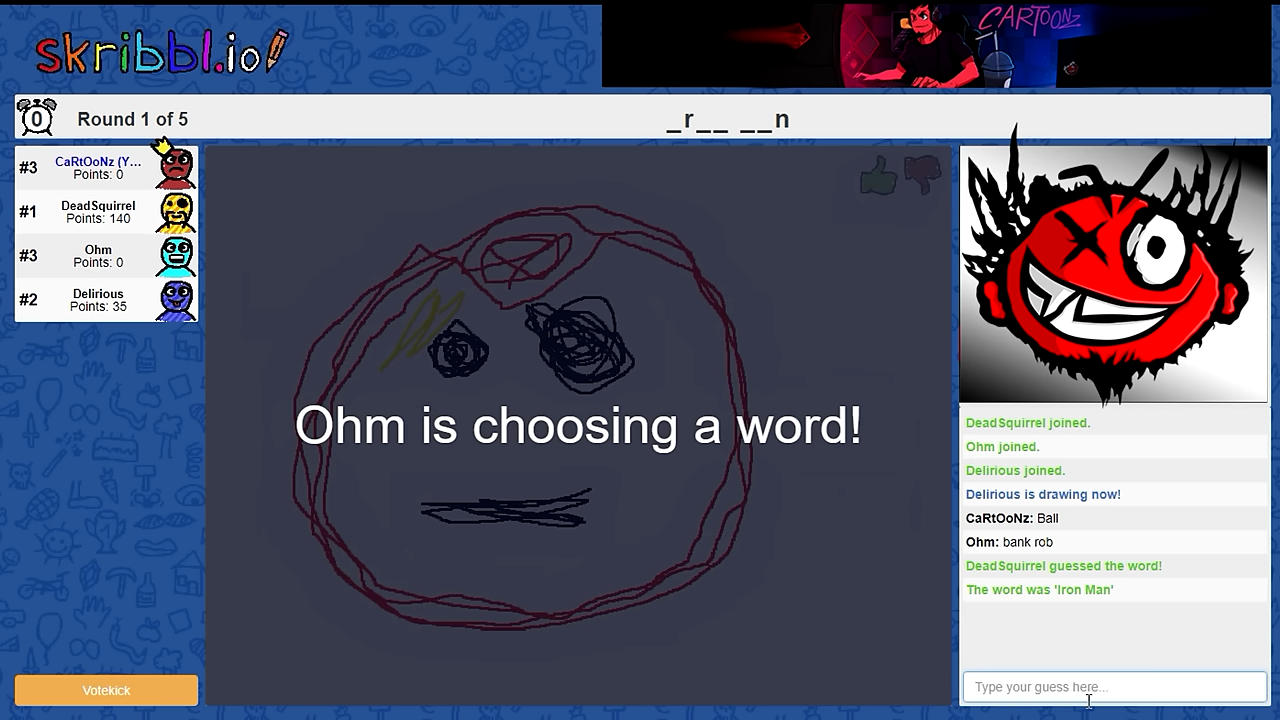 CARTOONZ
skribbl.io
0
Round 1 of 5
_r__ __n
#3
CaRtOoNz (Y...
Points: 0
#1
DeadSquirrel
Points: 140
#3
Ohm
Points: 0
#2
Delirious
Points: 35
Ohm is choosing a word!
DeadSquirrel joined.
Ohm joined.
Delirious joined.
Delirious is drawing now!
CaRtOoNz: Ball
Ohm: bank rob
DeadSquirrel guessed the word!
The word was 'Iron Man'
Votekick
Type your guess here...